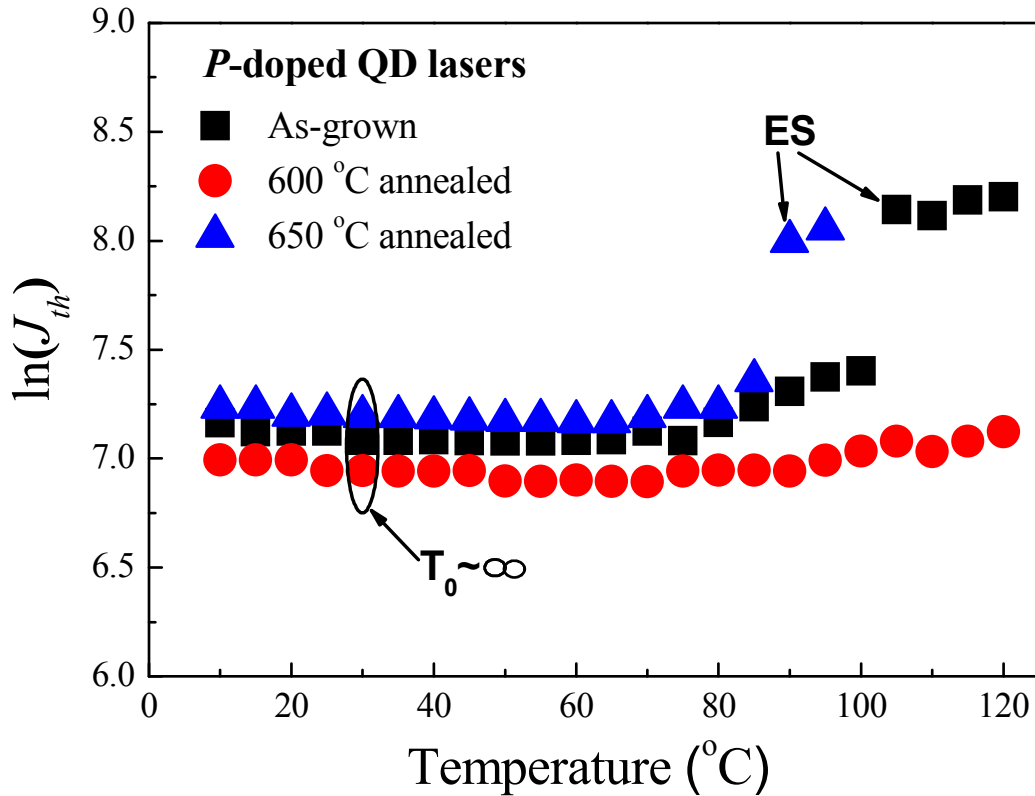 P-doped QD lasers
As-grown
600 °C annealed
650 °C annealed
ES
T₀~∞
ln(J_th)
9.0
8.5
8.0
7.5
7.0
6.5
6.0
0 20 40 60 80 100 120
Temperature (°C)